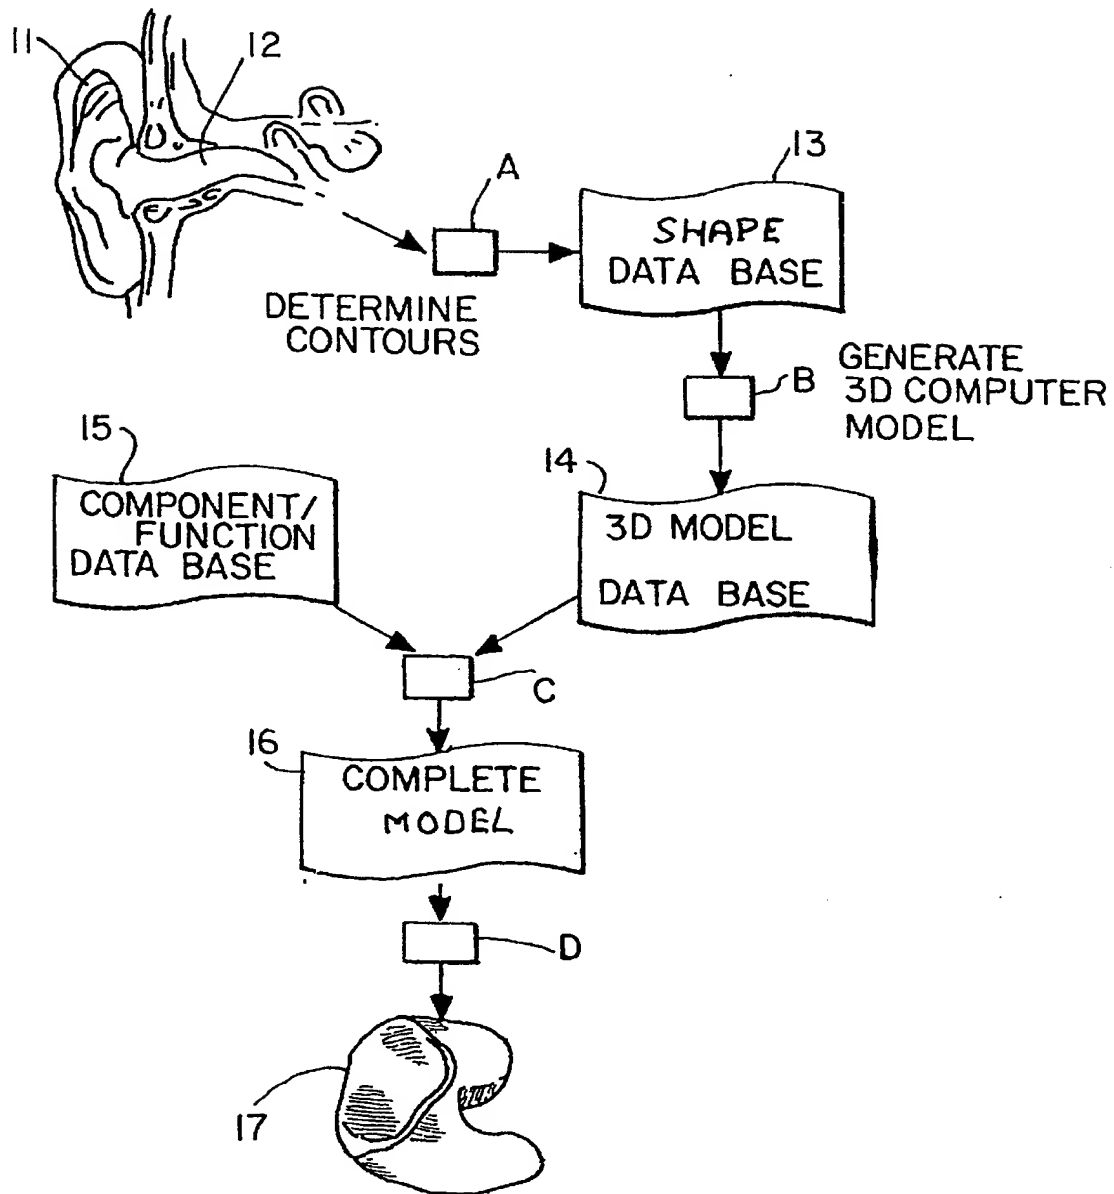 11
12
A
13
SHAPE
DATA BASE
DETERMINE
CONTOURS
B
GENERATE
3D COMPUTER
MODEL
15
COMPONENT/
FUNCTION
DATA BASE
14
3D MODEL
DATA BASE
C
16
COMPLETE
MODEL
D
17